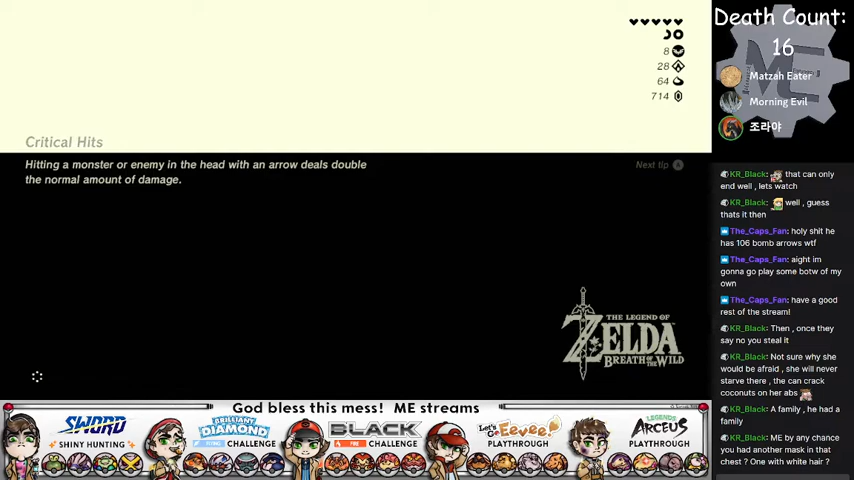 Death Count:
16
Matzah Eater
Morning Evil
조라야
8
28
64
714
Critical Hits
Hitting a monster or enemy in the head with an arrow deals double
the normal amount of damage.
Next tip
THE LEGEND OF
ZELDA
BREATH OF THE WILD
KR_Black: that can only
end well , lets watch
KR_Black: well , guess
thats it then
The_Caps_Fan: holy shit he
has 106 bomb arrows wtf
The_Caps_Fan: aight im
gonna go play some botw of my
own
The_Caps_Fan: have a good
rest of the stream!
KR_Black: Then , once they
say no you steal it
KR_Black: Not sure why she
would be afraid , she will never
starve there , the can crack
coconuts on her abs
KR_Black: A family , he had a
family
KR_Black: ME by any chance
you had another mask in that
chest ? One with white hair ?
God bless this mess! ME streams
SWORD
SHINY HUNTING
BRILLIANT
DIAMOND
CHALLENGE
BLACK
FIRE CHALLENGE
Let's Go Eevee!
PLAYTHROUGH
LEGENDS
ARCEUS
PLAYTHROUGH